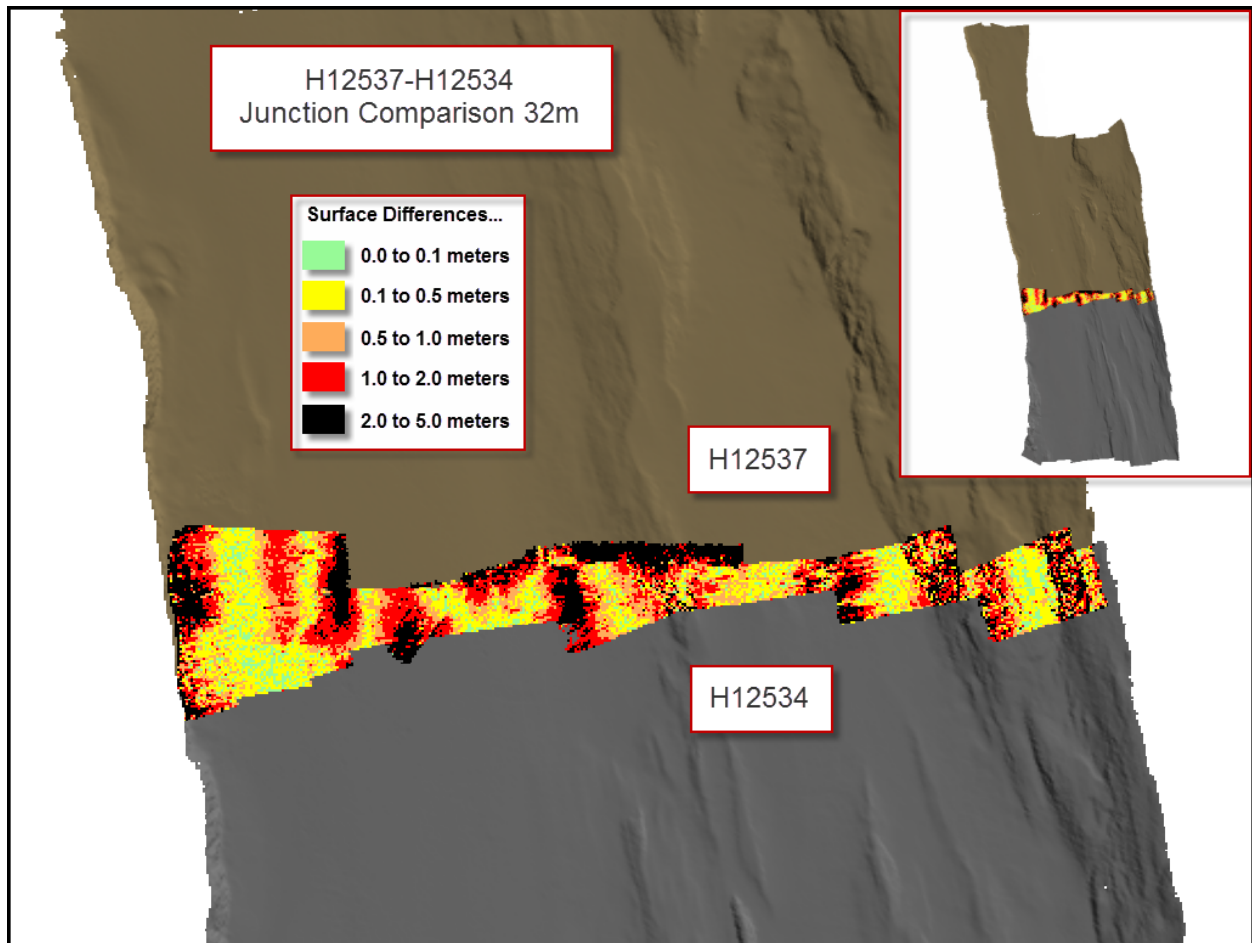 H12537-H12534
Junction Comparison 32m
Surface Differences...
0.0 to 0.1 meters
0.1 to 0.5 meters
0.5 to 1.0 meters
1.0 to 2.0 meters
2.0 to 5.0 meters
H12537
H12534